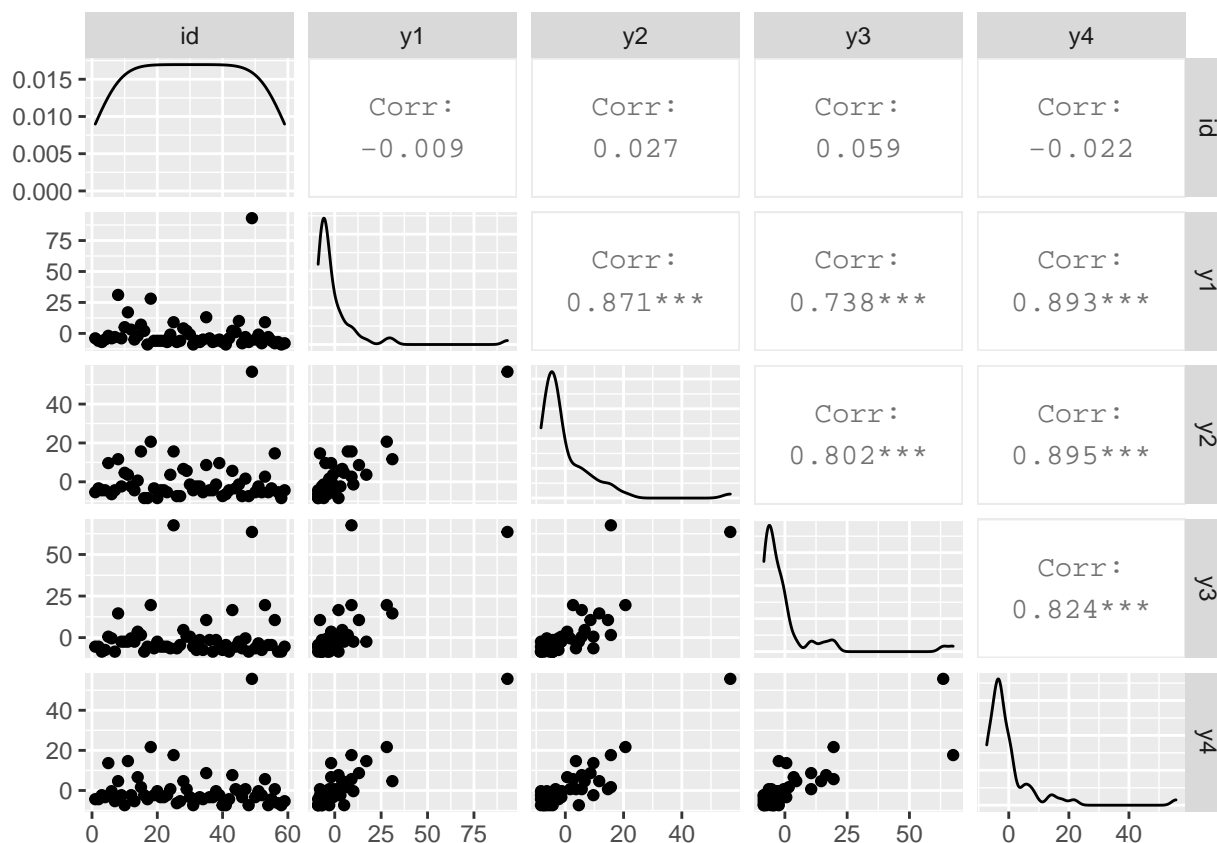 id y1 y2 y3 y4
0.015
0.010
0.005
0.000
Corr:
-0.009
Corr:
0.027
Corr:
0.059
Corr:
-0.022
id
75
50
25
0
Corr:
0.871***
Corr:
0.738***
Corr:
0.893***
y1
40
20
0
Corr:
0.802***
Corr:
0.895***
y2
50
25
0
Corr:
0.824***
y3
40
20
0
y4
0 20 40 60
0 25 50 75
0 20 40
0 25 50
0 20 40